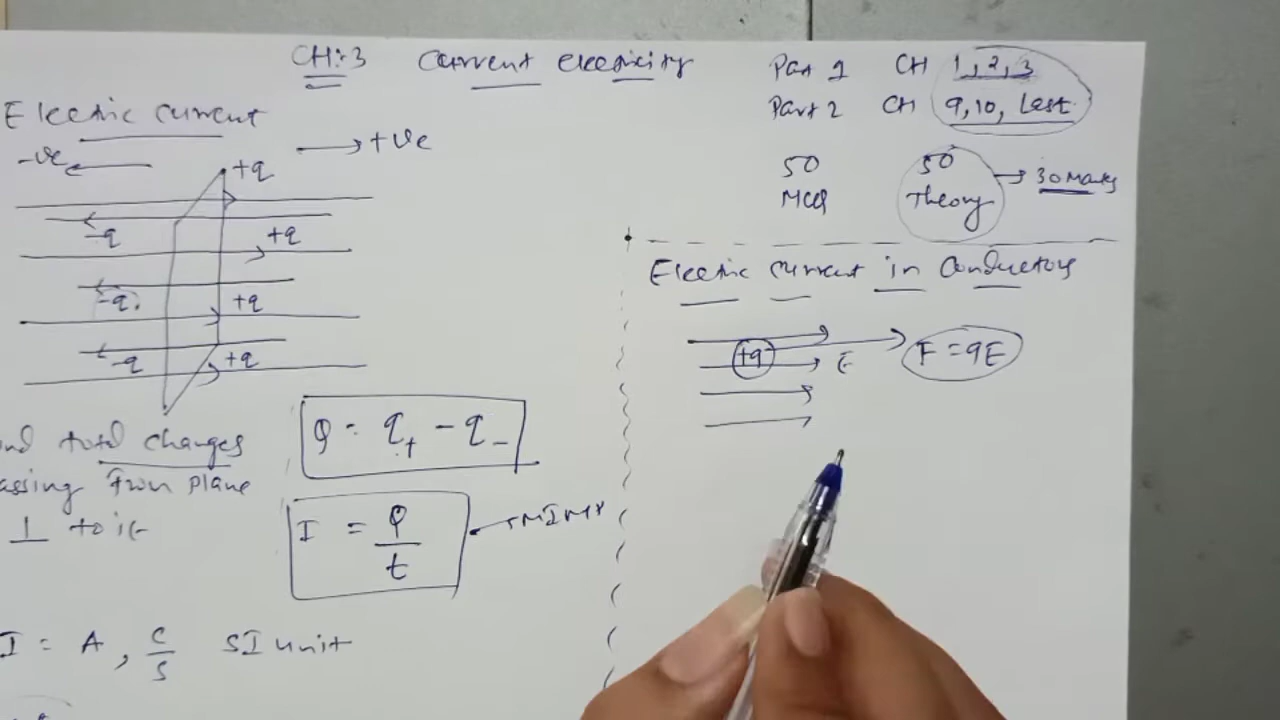 CH:3 Current electricity
Part 1 CH 1,2,3
Part 2 CH 9,10, Last
50 MCQ
50 Theory → 30 Marks
Electric current
-ve
+ve
+q
-q
+q
-q
+q
-q
+q
total charges
from plane
⊥ to it
Q = q+ - q-
I = Q/t
I = A, C/S SI unit
Electric current in Conductors
+q
E
F = qE